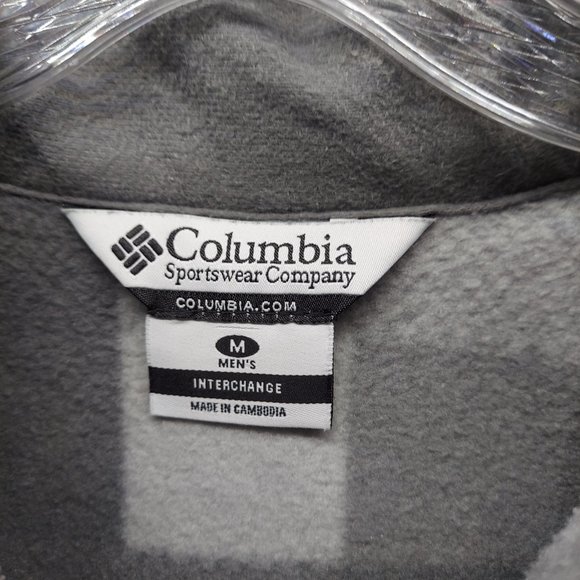 Columbia
Sportswear Company
COLUMBIA.COM
M
MEN'S
INTERCHANGE
MADE IN CAMBODIA